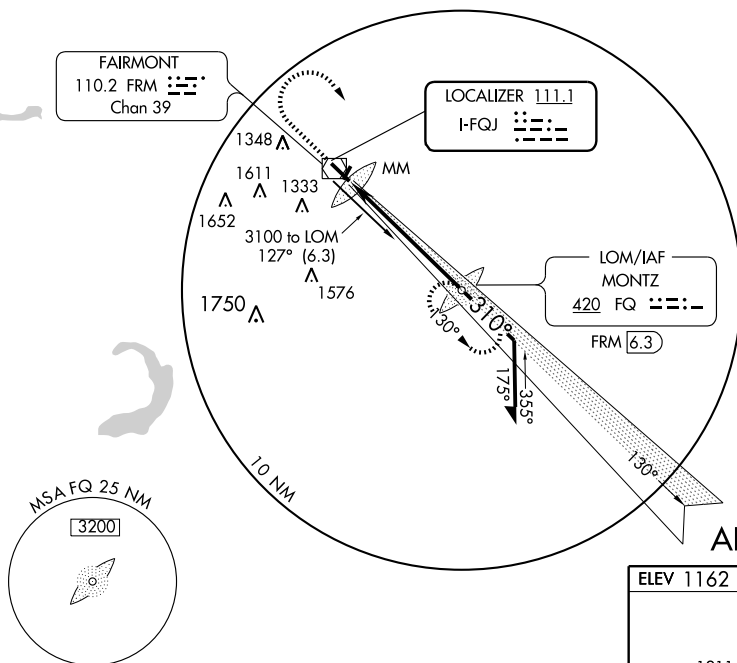 FAIRMONT
110.2 FRM
Chan 39
LOCALIZER 111.1
I-FQJ
1348
MM
1611
1333
1652
3100 to LOM
127° (6.3)
1576
LOM/IAF
MONTZ
420 FQ
FRM 6.3
1750
310°
130°
175°
355°
130°
10 NM
MSA FQ 25 NM
3200
ELEV 1162